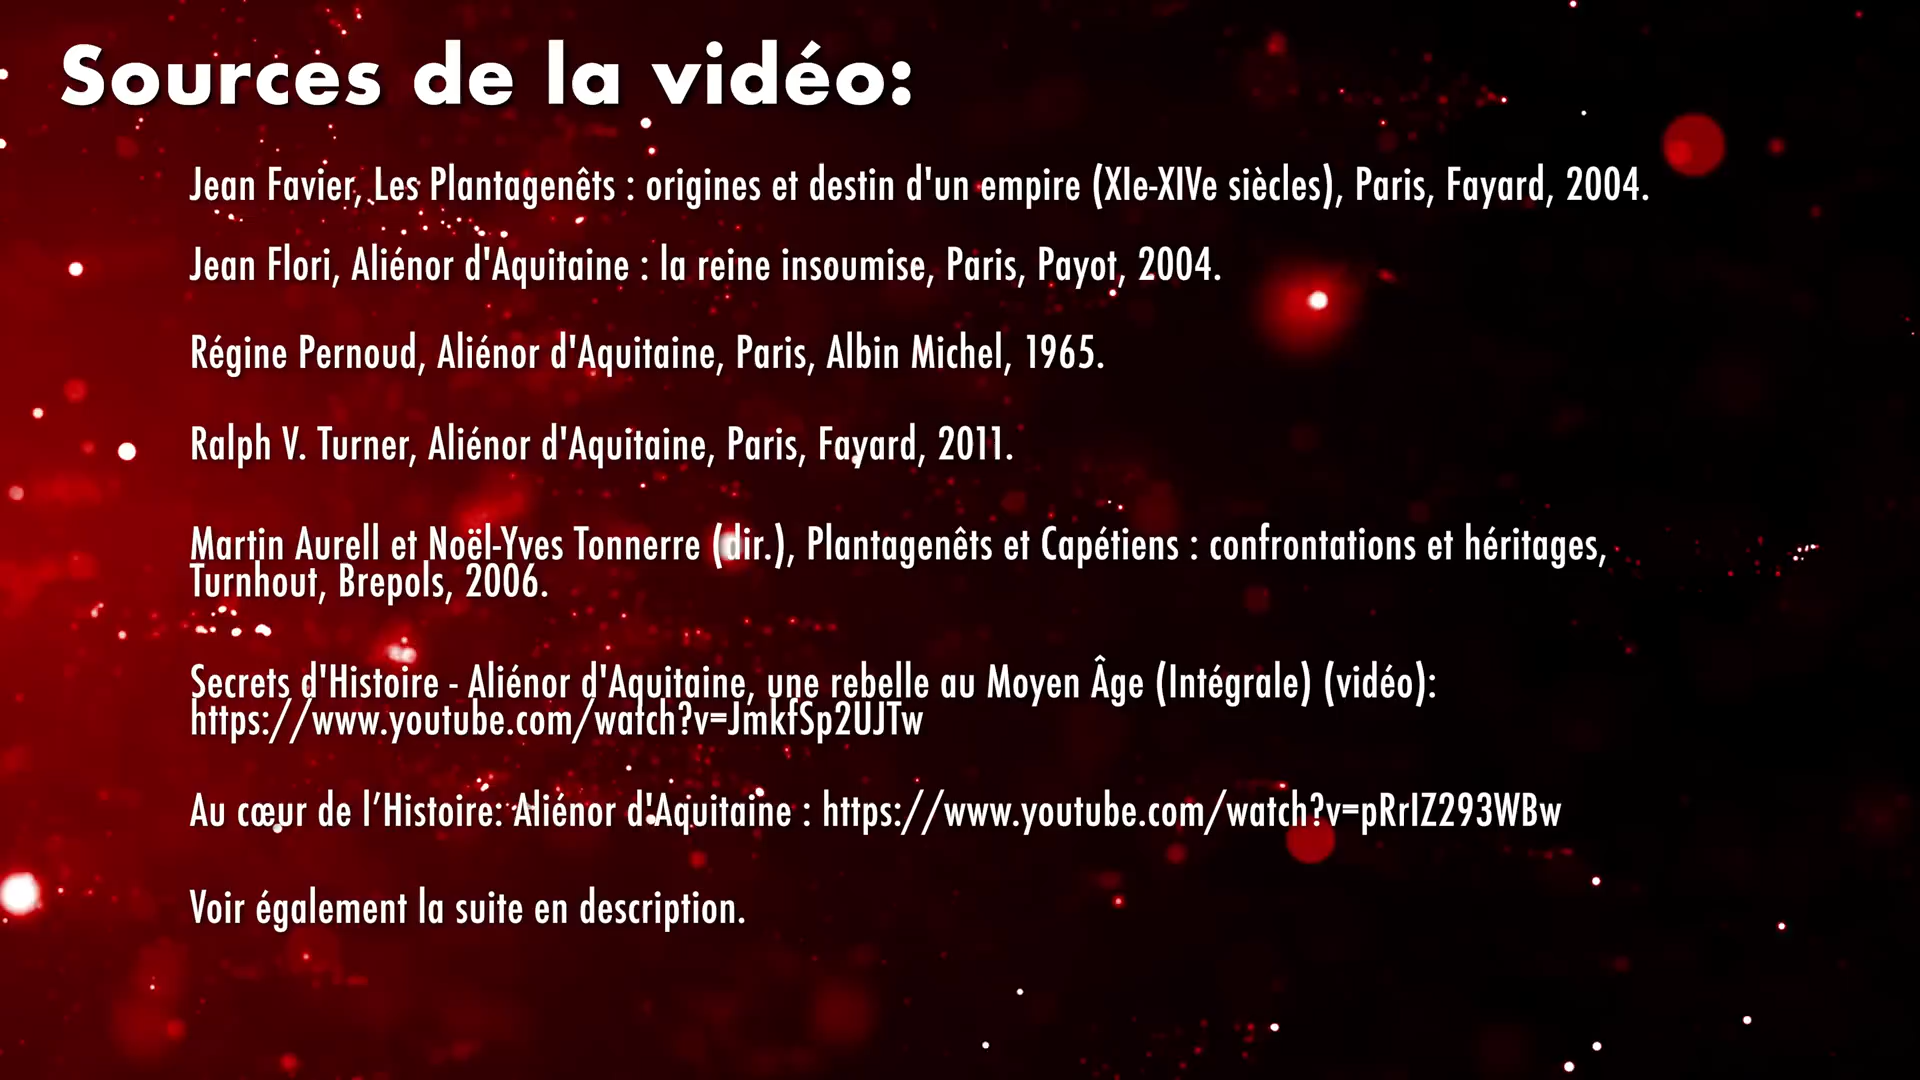 Sources de la vidéo:
Jean Favier, Les Plantagenêts : origines et destin d'un empire (XIe-XIVe siècles), Paris, Fayard, 2004.
Jean Flori, Aliénor d'Aquitaine : la reine insoumise, Paris, Payot, 2004.
Régine Pernoud, Aliénor d'Aquitaine, Paris, Albin Michel, 1965.
Ralph V. Turner, Aliénor d'Aquitaine, Paris, Fayard, 2011.
Martin Aurell et Noël-Yves Tonnerre (dir.), Plantagenêts et Capétiens : confrontations et héritages,
Turnhout, Brepols, 2006.
Secrets d'Histoire - Aliénor d'Aquitaine, une rebelle au Moyen Âge (Intégrale) (vidéo):
https://www.youtube.com/watch?v=JmkfSp2UJTw
Au cœur de l’Histoire: Aliénor d'Aquitaine : https://www.youtube.com/watch?v=pRrIZ293WBw
Voir également la suite en description.